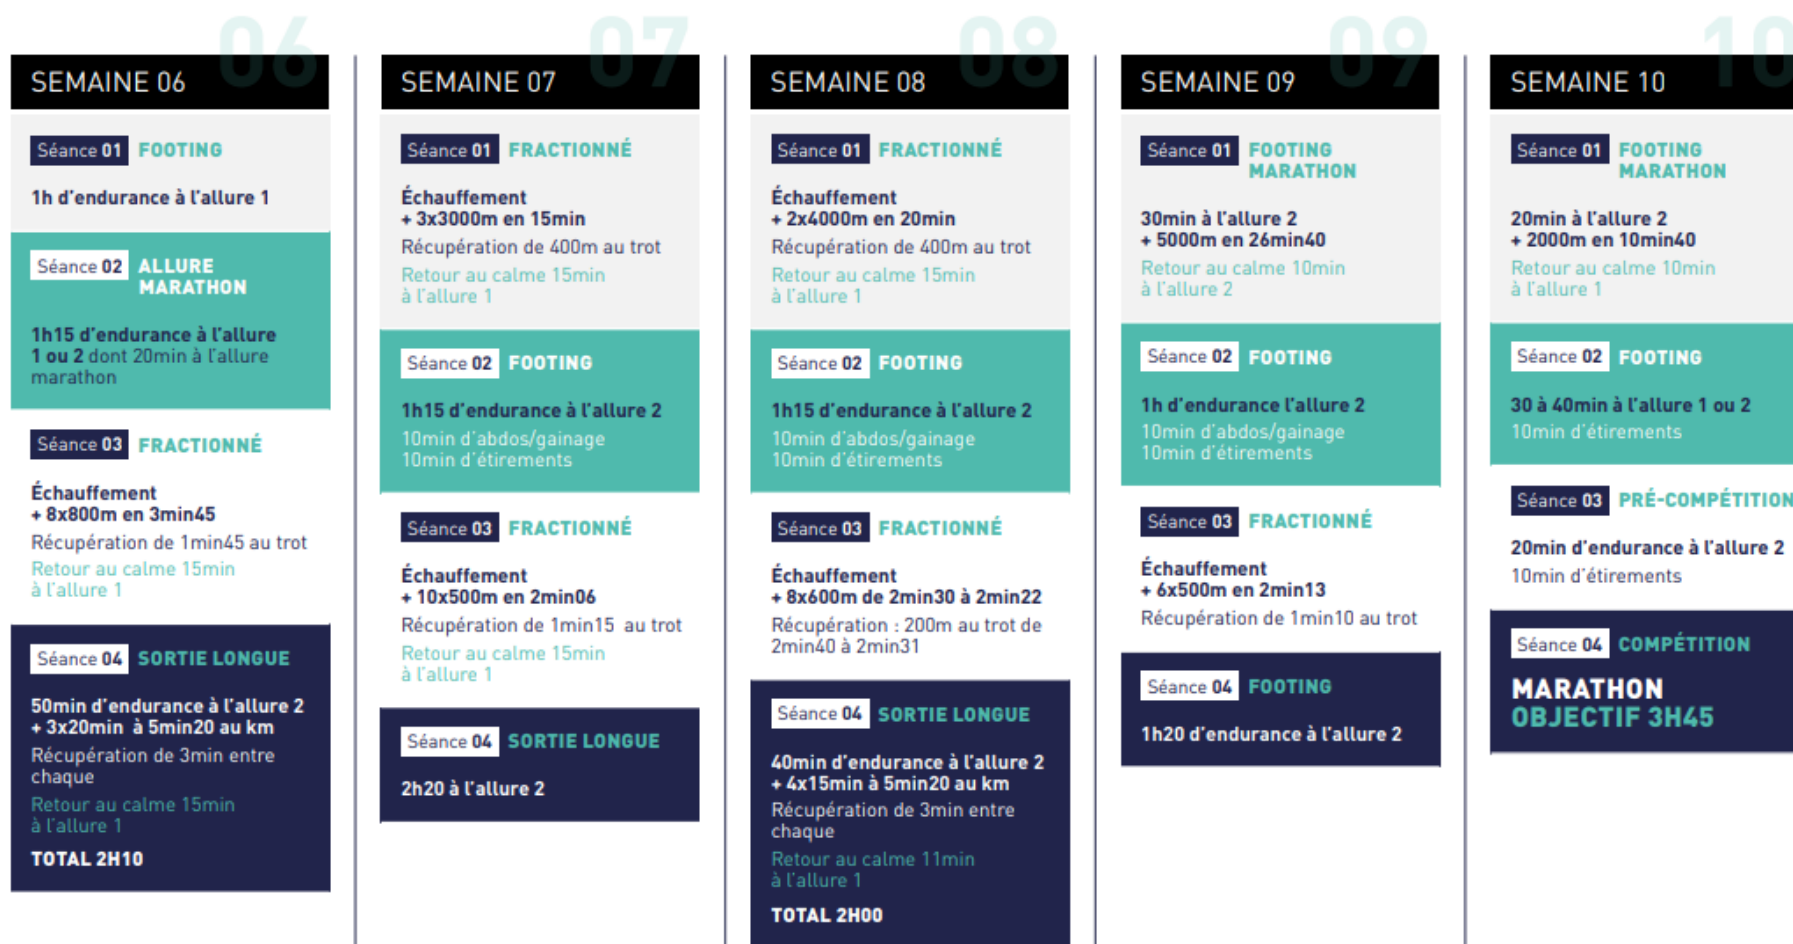 06
SEMAINE 06
Séance 01 FOOTING
1h d'endurance à l'allure 1
Séance 02 ALLURE
MARATHON
1h15 d'endurance à l'allure
1 ou 2 dont 20min à l'allure
marathon
Séance 03 FRACTIONNÉ
Échauffement
+ 8x800m en 3min45
Récupération de 1min45 au trot
Retour au calme 15min
à l'allure 1
Séance 04 SORTIE LONGUE
50min d'endurance à l'allure 2
+ 3x20min à 5min20 au km
Récupération de 3min entre
chaque
Retour au calme 15min
à l'allure 1
TOTAL 2H10
07
SEMAINE 07
Séance 01 FRACTIONNÉ
Échauffement
+ 3x3000m en 15min
Récupération de 400m au trot
Retour au calme 15min
à l'allure 1
Séance 02 FOOTING
1h15 d'endurance à l'allure 2
10min d'abdos/gainage
10min d'étirements
Séance 03 FRACTIONNÉ
Échauffement
+ 10x500m en 2min06
Récupération de 1min15 au trot
Retour au calme 15min
à l'allure 1
Séance 04 SORTIE LONGUE
2h20 à l'allure 2
08
SEMAINE 08
Séance 01 FRACTIONNÉ
Échauffement
+ 2x4000m en 20min
Récupération de 400m au trot
Retour au calme 15min
à l'allure 1
Séance 02 FOOTING
1h15 d'endurance à l'allure 2
10min d'abdos/gainage
10min d'étirements
Séance 03 FRACTIONNÉ
Échauffement
+ 8x600m de 2min30 à 2min22
Récupération : 200m au trot de
2min40 à 2min31
Séance 04 SORTIE LONGUE
40min d'endurance à l'allure 2
+ 4x15min à 5min20 au km
Récupération de 3min entre
chaque
Retour au calme 11min
à l'allure 1
TOTAL 2H00
09
SEMAINE 09
Séance 01 FOOTING
MARATHON
30min à l'allure 2
+ 5000m en 26min40
Retour au calme 10min
à l'allure 2
Séance 02 FOOTING
1h d'endurance l'allure 2
10min d'abdos/gainage
10min d'étirements
Séance 03 FRACTIONNÉ
Échauffement
+ 6x500m en 2min13
Récupération de 1min10 au trot
Séance 04 FOOTING
1h20 d'endurance à l'allure 2
10
SEMAINE 10
Séance 01 FOOTING
MARATHON
20min à l'allure 2
+ 2000m en 10min40
Retour au calme 10min
à l'allure 1
Séance 02 FOOTING
30 à 40min à l'allure 1 ou 2
10min d'étirements
Séance 03 PRÉ-COMPÉTITION
20min d'endurance à l'allure 2
10min d'étirements
Séance 04 COMPÉTITION
MARATHON
OBJECTIF 3H45